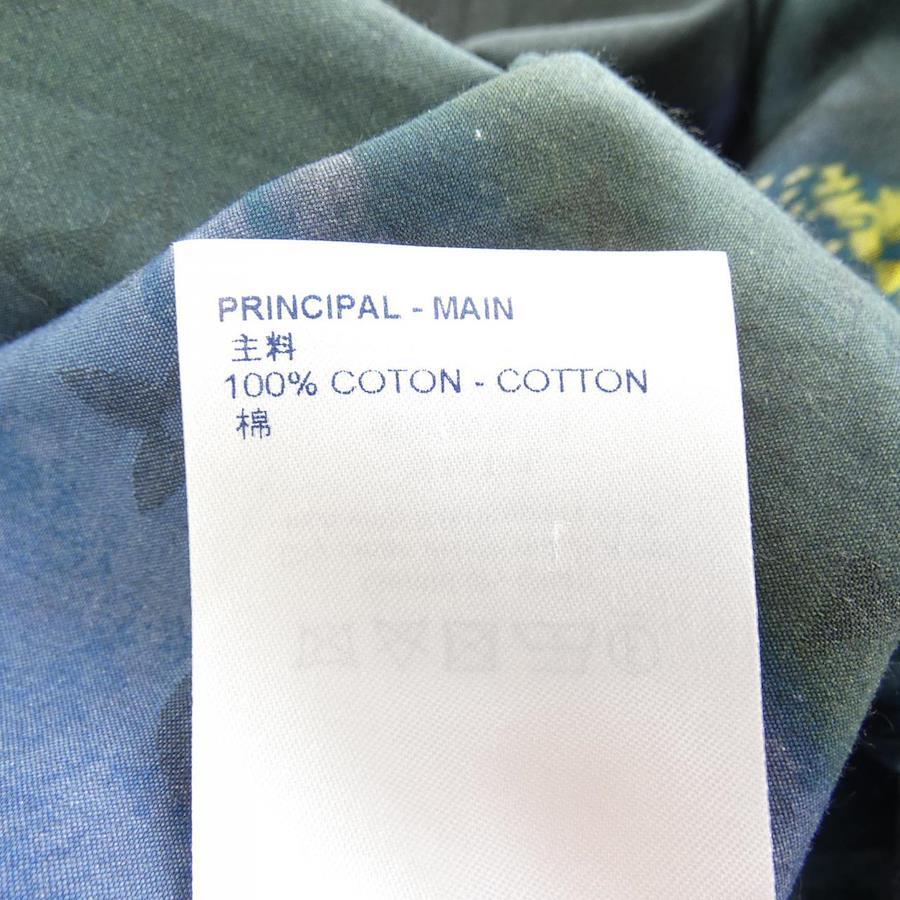 PRINCIPAL - MAIN
主料
100% COTON - COTTON
棉